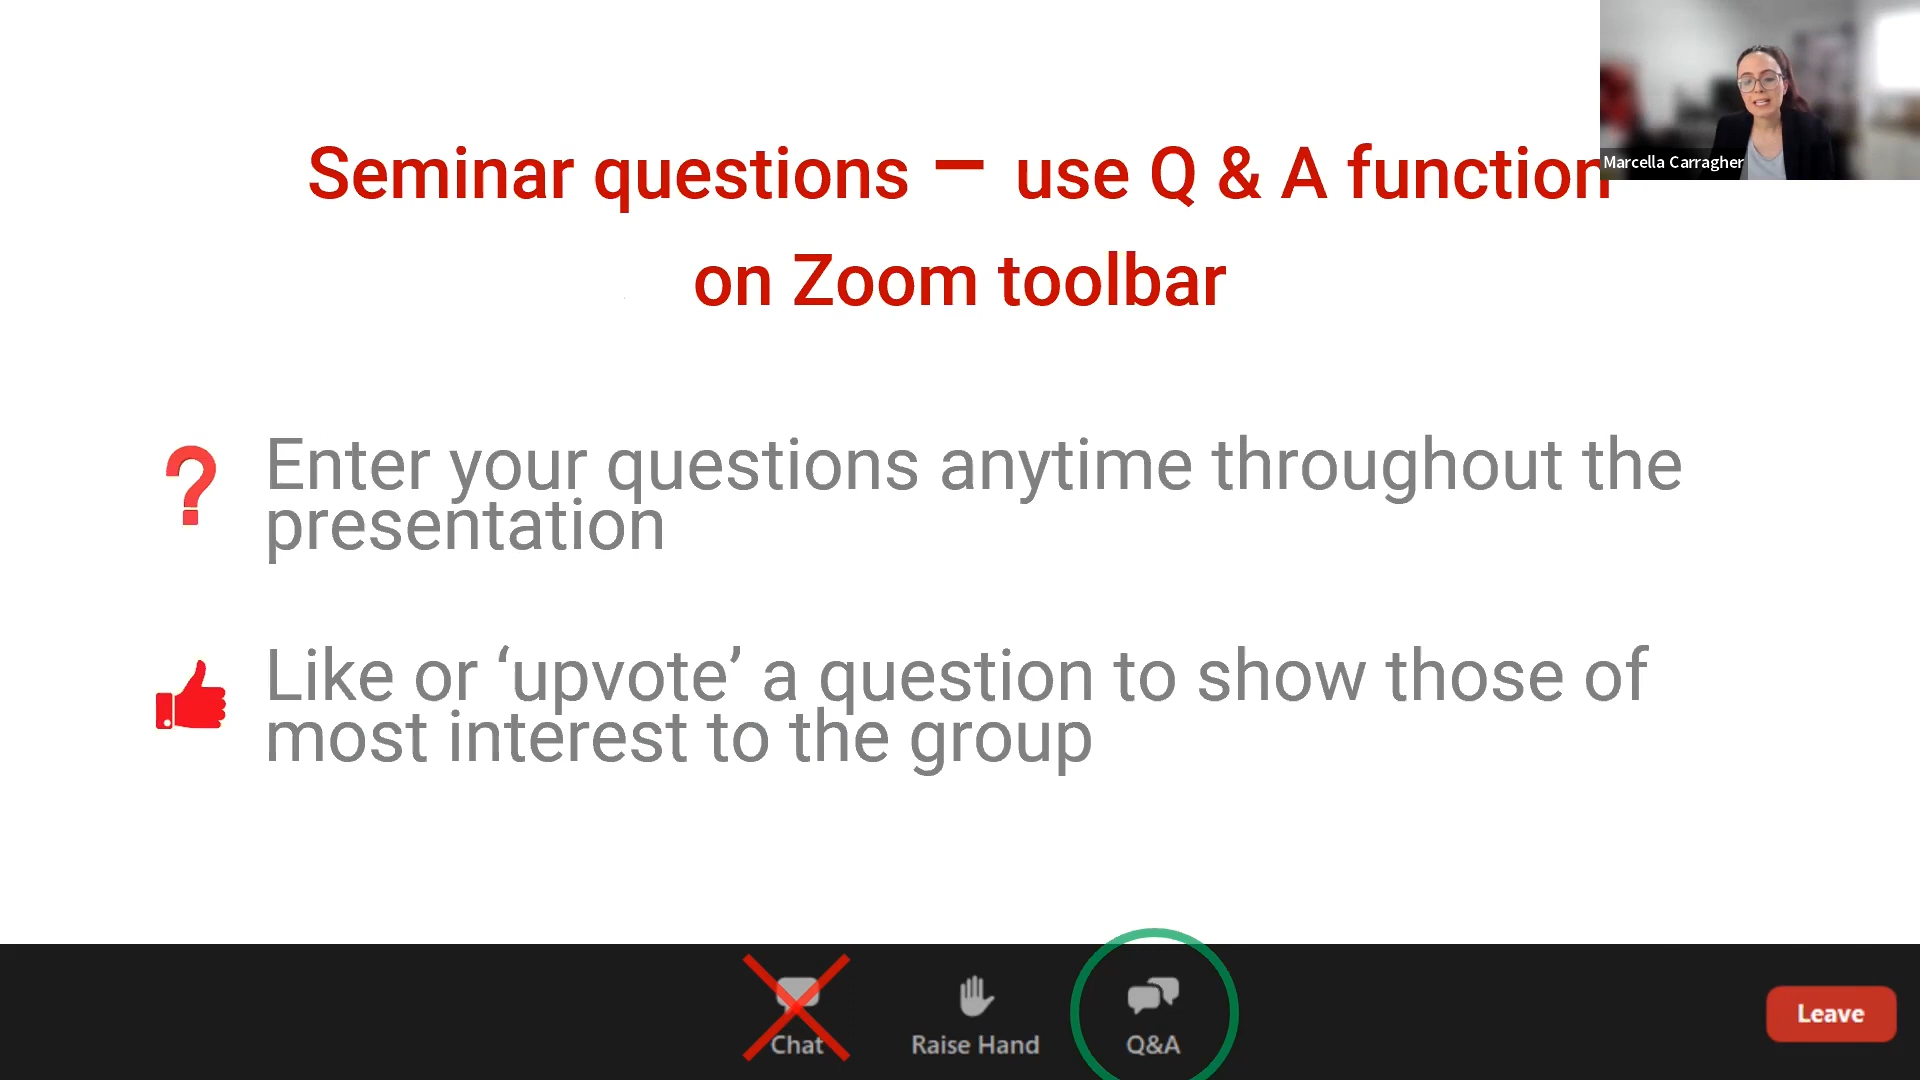 Seminar questions – use Q & A function
on Zoom toolbar
Marcella Carragher
Enter your questions anytime throughout the
presentation
Like or ‘upvote’ a question to show those of
most interest to the group
Chat
Raise Hand
Q&A
Leave